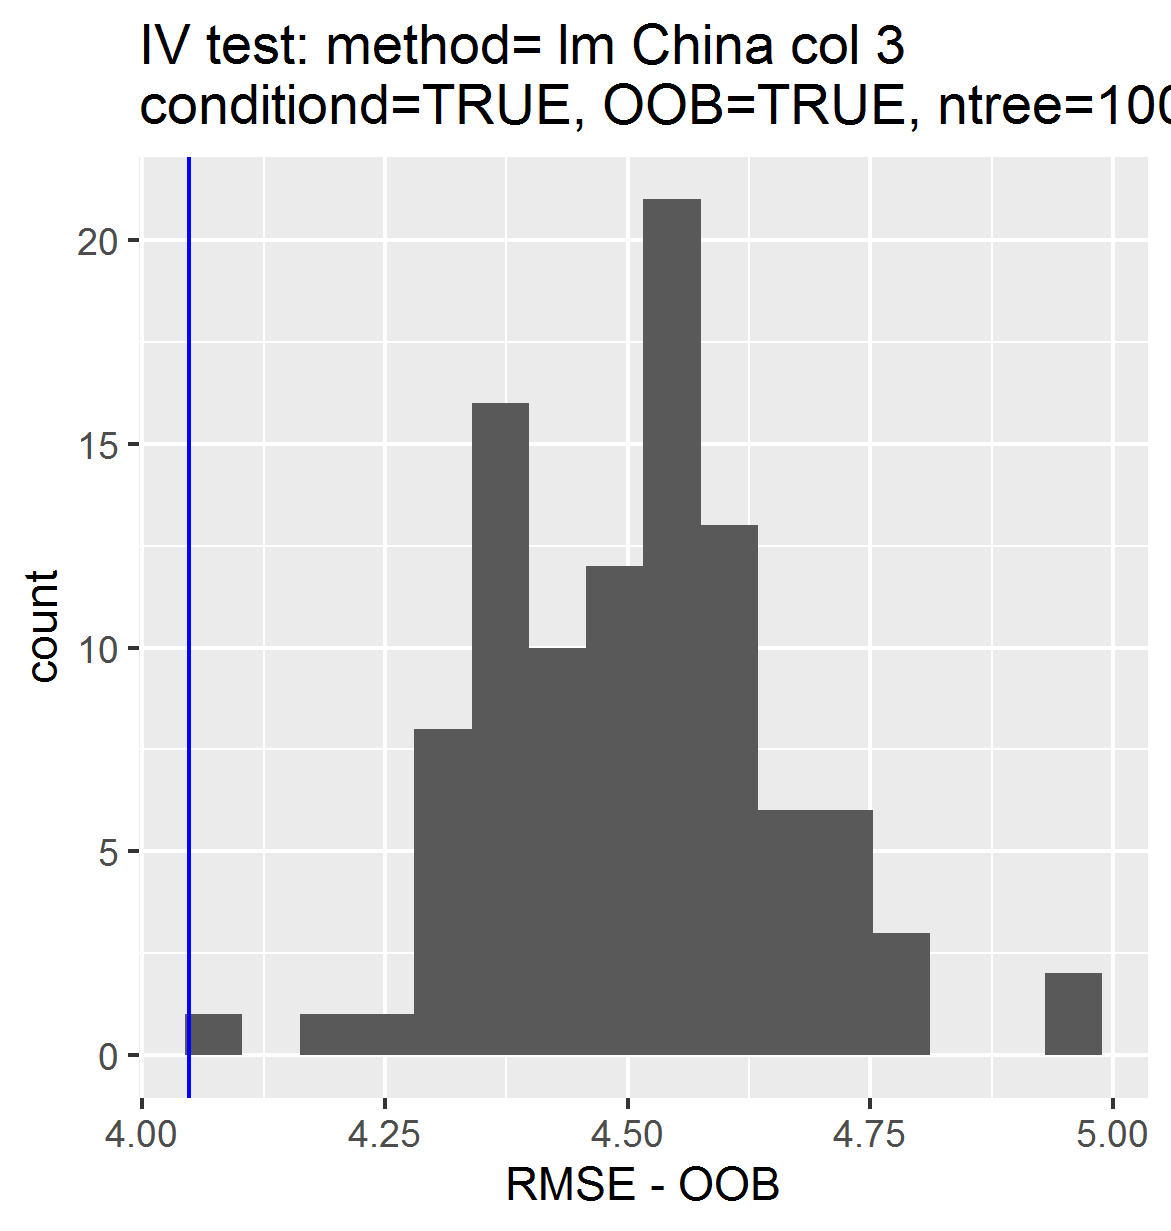 IV test: method= lm China col 3
conditiond=TRUE, OOB=TRUE, ntree=100
20
15
10
5
0
count
4.00
4.25
4.50
4.75
5.00
RMSE - OOB